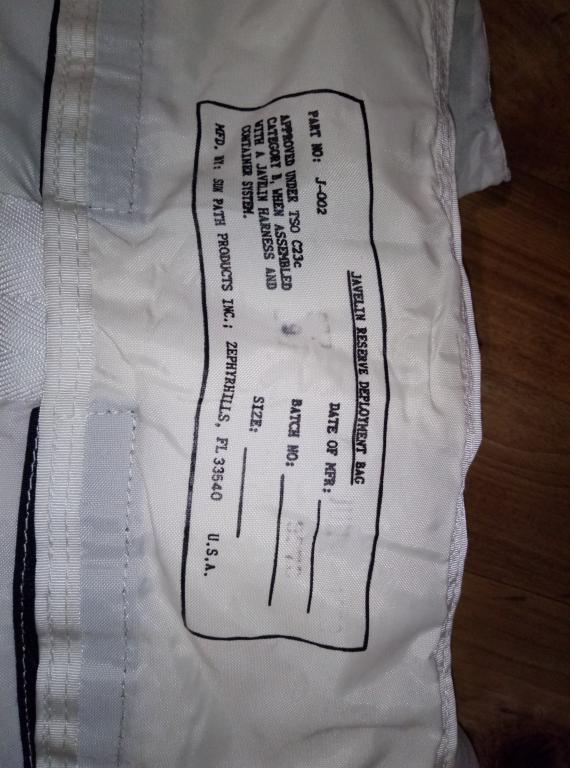 JAVELIN RESERVE DEPLOYMENT BAG
PART NO: J-002
DATE OF MFR:
APPROVED UNDER TSO C23c
CATEGORY B, WHEN ASSEMBLED
WITH A JAVELIN HARNESS AND
CONTAINER SYSTEM.
BATCH NO:
SIZE:
MFD. BY: SUN PATH PRODUCTS INC.; ZEPHYRHILLS, FL 33540 U.S.A.